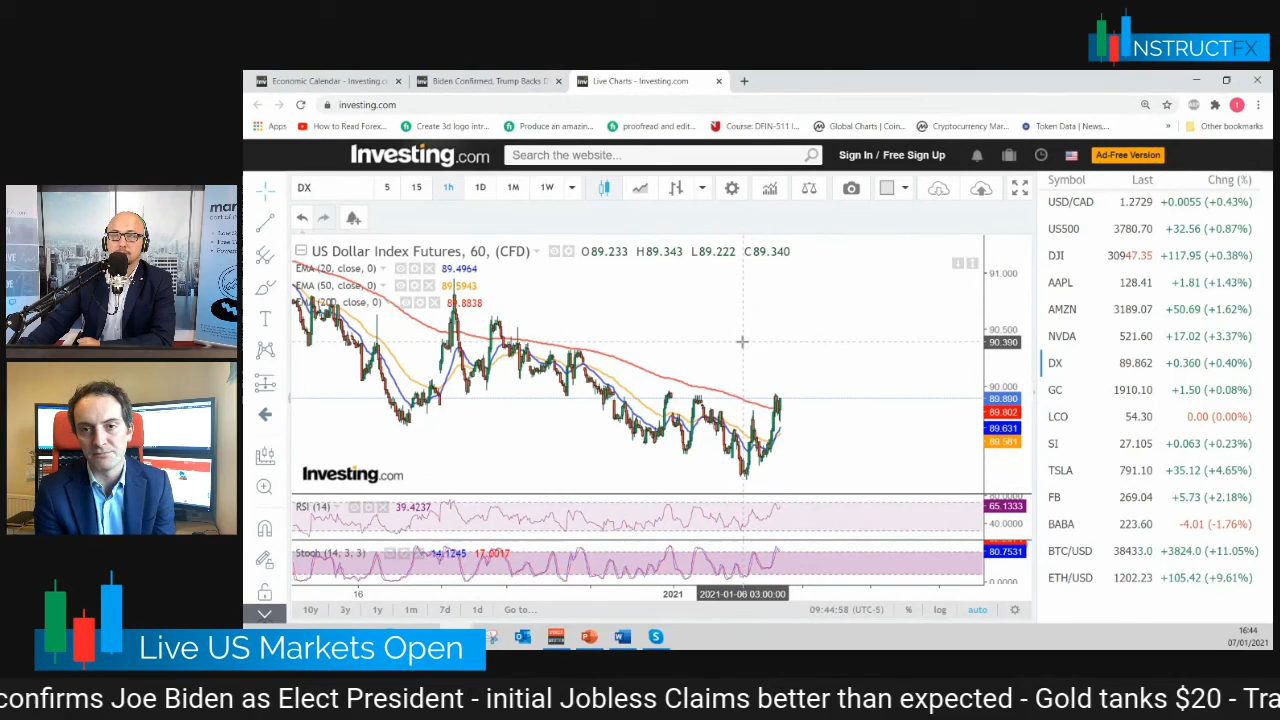 NSTRUCTFX
Economic Calendar - Investing.co
Biden Confirmed, Trump Backs D
Live Charts - Investing.com
investing.com
Apps
How to Read Forex...
Create 3d logo intr...
Produce an amazin...
proofread and edit...
Course: DFIN-511 I...
Global Charts | Coin...
Cryptocurrency Mar...
Token Data | News,...
»
Other bookmarks
Investing.com
Search the website...
Sign In / Free Sign Up
Ad-Free Version
DX
5
15
1h
1D
1M
1W
US Dollar Index Futures, 60, (CFD)
O89.233 H89.343 L89.222 C89.340
EMA (20, close, 0) 89.4964
EMA (50, close, 0)
EMA (200, close, 0)
91.000
90.500
90.390
90.000
89.890
89.802
89.631
89.581
Investing.com
RSI (14) 39.4237
65.1333
40.0000
Stoch (14, 3, 3) 14.1245 17.0017
80.7531
0.0000
16
2021
2021-01-06 03:00:00
10y
3y
1y
1m
7d
1d
Go to...
09:44:58 (UTC-5)
%
log
auto
Symbol Last Chng (%)
USD/CAD 1.2729 +0.0055 (+0.43%)
US500 3780.70 +32.56 (+0.87%)
DJI 30947.35 +117.95 (+0.38%)
AAPL 128.41 +1.81 (+1.43%)
AMZN 3189.07 +50.69 (+1.62%)
NVDA 521.60 +17.02 (+3.37%)
DX 89.862 +0.360 (+0.40%)
GC 1910.10 +1.50 (+0.08%)
LCO 54.30 0.00 (0.00%)
SI 27.105 +0.063 (+0.23%)
TSLA 791.10 +35.12 (+4.65%)
FB 269.04 +5.73 (+2.18%)
BABA 223.60 -4.01 (-1.76%)
BTC/USD 38433.0 +3824.0 (+11.05%)
ETH/USD 1202.23 +105.42 (+9.61%)
16:44
07/01/2021
Live US Markets Open
confirms Joe Biden as Elect President - initial Jobless Claims better than expected - Gold tanks $20 - Tra